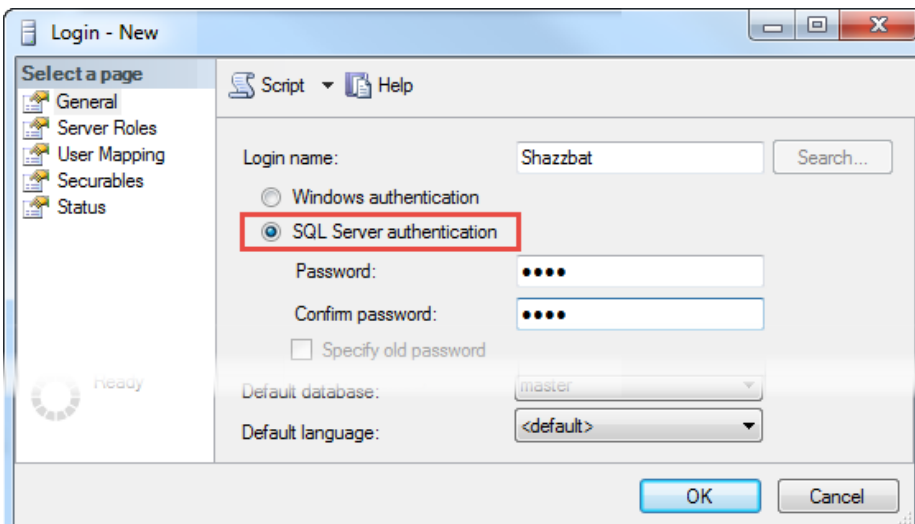 Login - New
Select a page
General
Server Roles
User Mapping
Securables
Status
Script Help
Login name: Shazzbat Search...
Windows authentication
SQL Server authentication
Password: ●●●●
Confirm password: ●●●●
Specify old password
Ready
Default database: master
Default language: <default>
OK Cancel